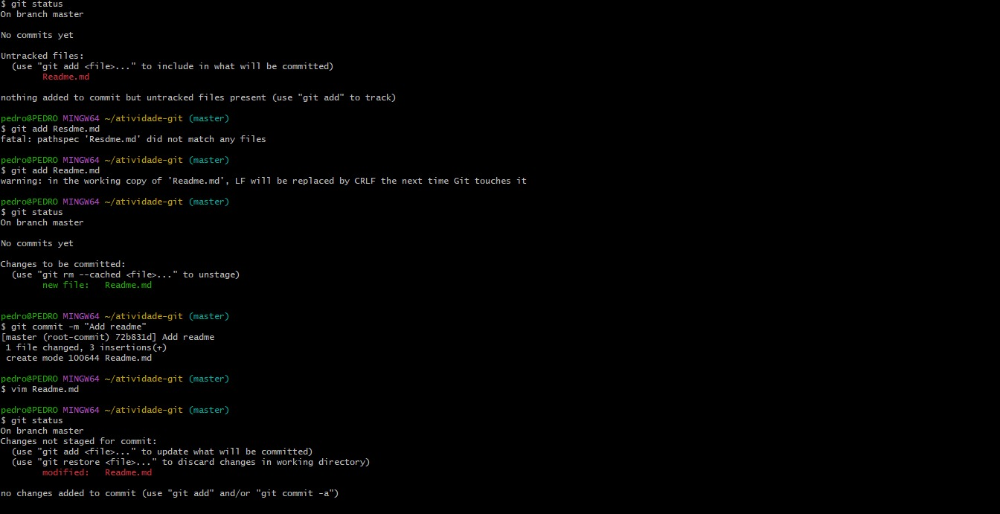 $ git status
On branch master
No commits yet
Untracked files:
  (use "git add <file>..." to include in what will be committed)
        Readme.md
nothing added to commit but untracked files present (use "git add" to track)
pedro@PEDRO MINGW64 ~/atividade-git (master)
$ git add Resdme.md
fatal: pathspec 'Resdme.md' did not match any files
pedro@PEDRO MINGW64 ~/atividade-git (master)
$ git add Readme.md
warning: in the working copy of 'Readme.md', LF will be replaced by CRLF the next time Git touches it
pedro@PEDRO MINGW64 ~/atividade-git (master)
$ git status
On branch master
No commits yet
Changes to be committed:
  (use "git rm --cached <file>..." to unstage)
        new file:   Readme.md
pedro@PEDRO MINGW64 ~/atividade-git (master)
$ git commit -m "Add readme"
[master (root-commit) 72b831d] Add readme
 1 file changed, 3 insertions(+)
 create mode 100644 Readme.md
pedro@PEDRO MINGW64 ~/atividade-git (master)
$ vim Readme.md
pedro@PEDRO MINGW64 ~/atividade-git (master)
$ git status
On branch master
Changes not staged for commit:
  (use "git add <file>..." to update what will be committed)
  (use "git restore <file>..." to discard changes in working directory)
        modified:   Readme.md
no changes added to commit (use "git add" and/or "git commit -a")